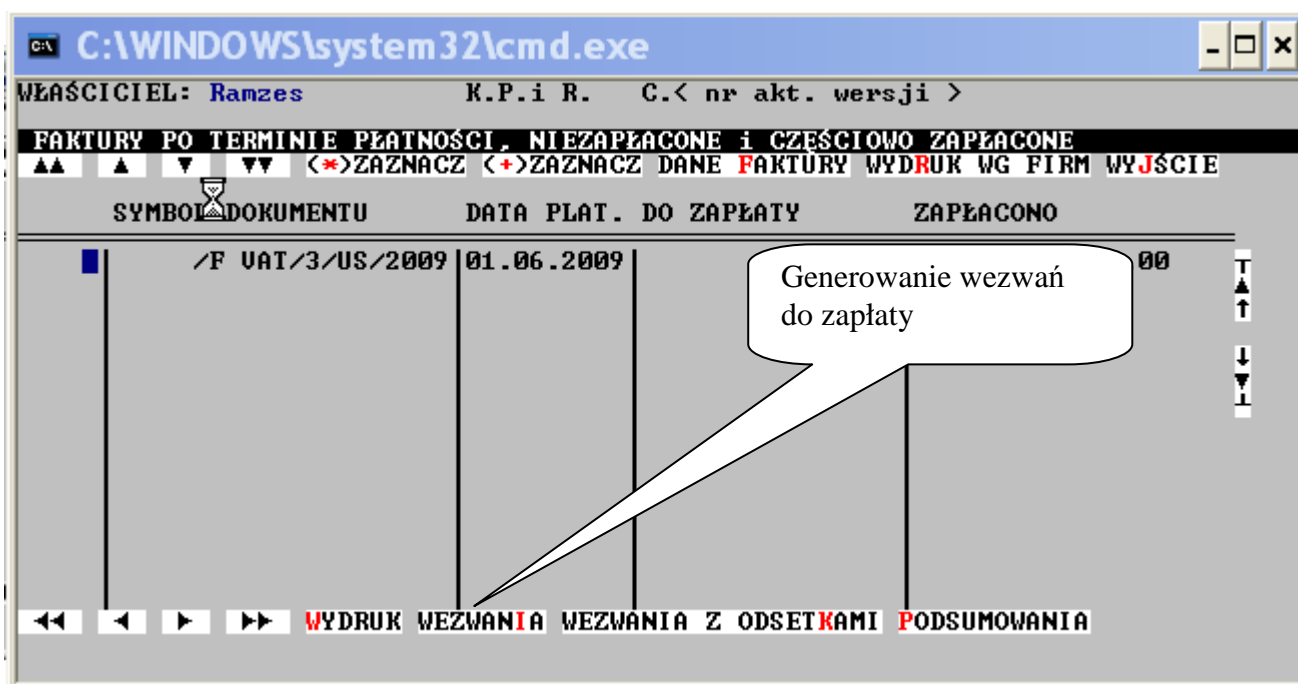 C:\WINDOWS\system32\cmd.exe
WŁAŚCICIEL: Ramzes K.P.i R. C.< nr akt. wersji >
FAKTURY PO TERMINIE PŁATNOŚCI, NIEZAPŁACONE i CZĘŚCIOWO ZAPŁACONE
<*>ZAZNACZ <+>ZAZNACZ DANE FAKTURY WYDRUK WG FIRM WYJŚCIE
SYMBOL DOKUMENTU DATA PLAT. DO ZAPŁATY ZAPŁACONO
/F VAT/3/US/2009 01.06.2009 00
Generowanie wezwań
do zapłaty
WYDRUK WEZWANIA WEZWANIA Z ODSETKAMI PODSUMOWANIA